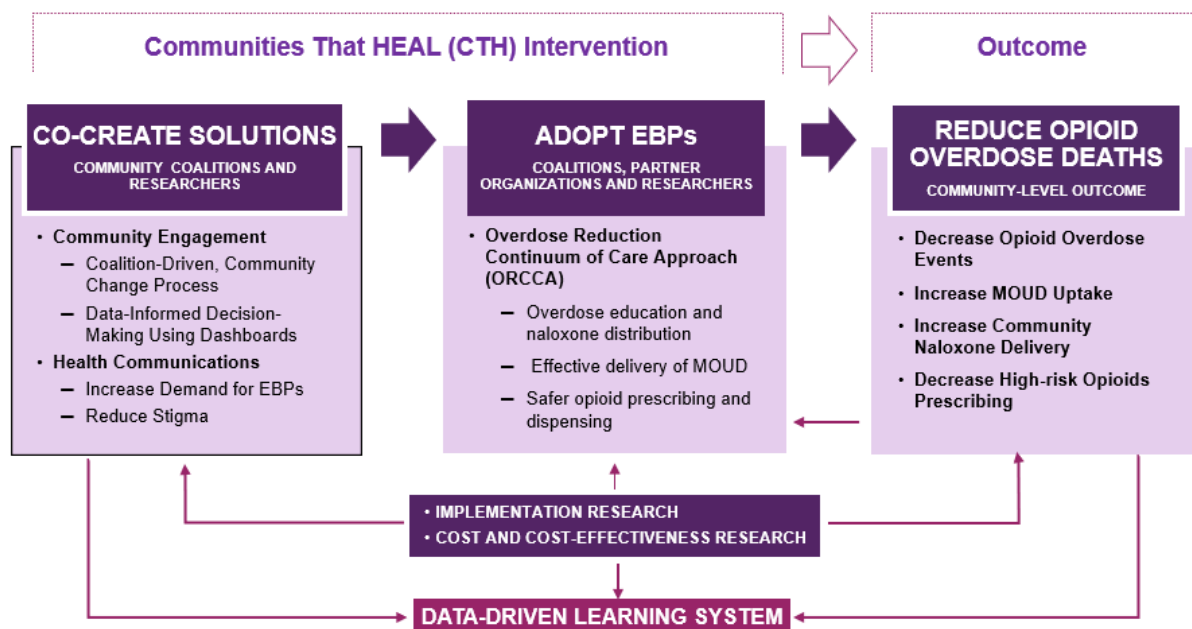 Communities That HEAL (CTH) Intervention
Outcome
CO-CREATE SOLUTIONS
COMMUNITY COALITIONS AND
RESEARCHERS
• Community Engagement
– Coalition-Driven, Community
Change Process
– Data-Informed Decision-
Making Using Dashboards
• Health Communications
– Increase Demand for EBPs
– Reduce Stigma
ADOPT EBPs
COALITIONS, PARTNER
ORGANIZATIONS AND RESEARCHERS
• Overdose Reduction
Continuum of Care Approach
(ORCCA)
– Overdose education and
naloxone distribution
– Effective delivery of MOUD
– Safer opioid prescribing and
dispensing
REDUCE OPIOID
OVERDOSE DEATHS
COMMUNITY-LEVEL OUTCOME
• Decrease Opioid Overdose
Events
• Increase MOUD Uptake
• Increase Community
Naloxone Delivery
• Decrease High-risk Opioids
Prescribing
• IMPLEMENTATION RESEARCH
• COST AND COST-EFFECTIVENESS RESEARCH
DATA-DRIVEN LEARNING SYSTEM